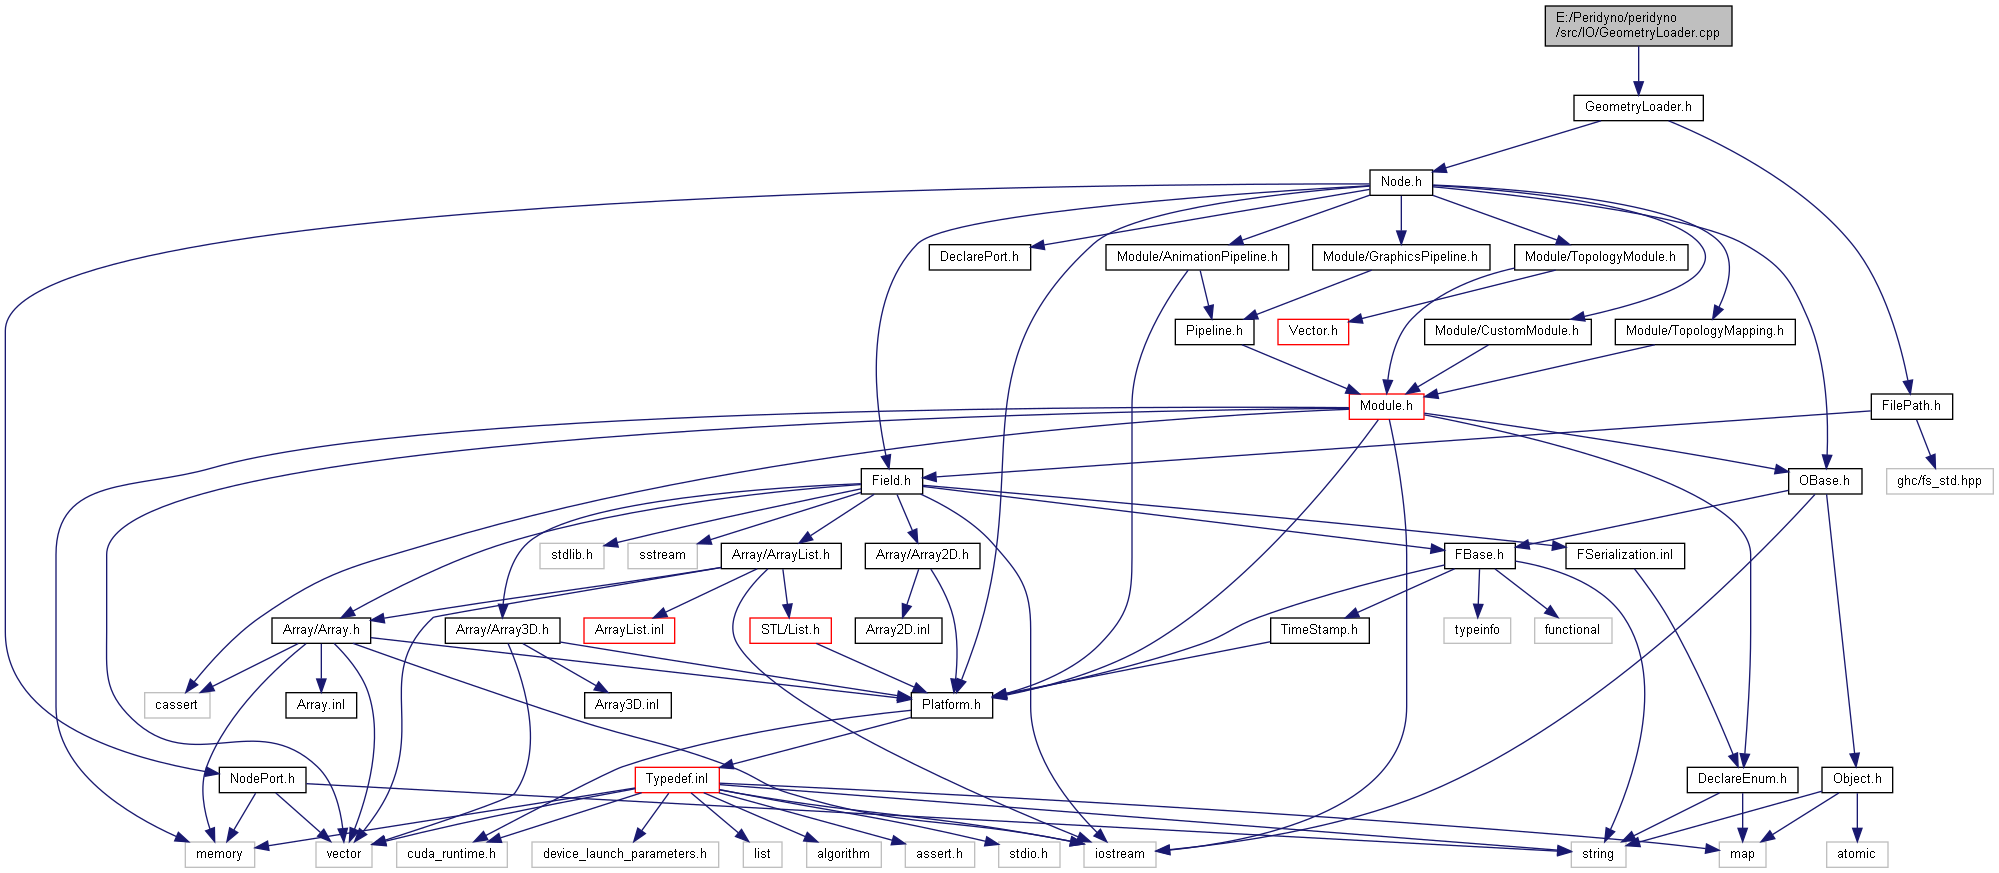 E:/Peridyno/peridyno
/src/IO/GeometryLoader.cpp
GeometryLoader.h
Node.h
DeclarePort.h
Module/AnimationPipeline.h
Module/GraphicsPipeline.h
Module/TopologyModule.h
Pipeline.h
Vector.h
Module/CustomModule.h
Module/TopologyMapping.h
Module.h
FilePath.h
Field.h
OBase.h
ghc/fs_std.hpp
stdlib.h
sstream
Array/ArrayList.h
Array/Array2D.h
FBase.h
FSerialization.inl
Array/Array.h
Array/Array3D.h
ArrayList.inl
STL/List.h
Array2D.inl
TimeStamp.h
typeinfo
functional
cassert
Array.inl
Array3D.inl
Platform.h
NodePort.h
Typedef.inl
DeclareEnum.h
Object.h
memory
vector
cuda_runtime.h
device_launch_parameters.h
list
algorithm
assert.h
stdio.h
iostream
string
map
atomic